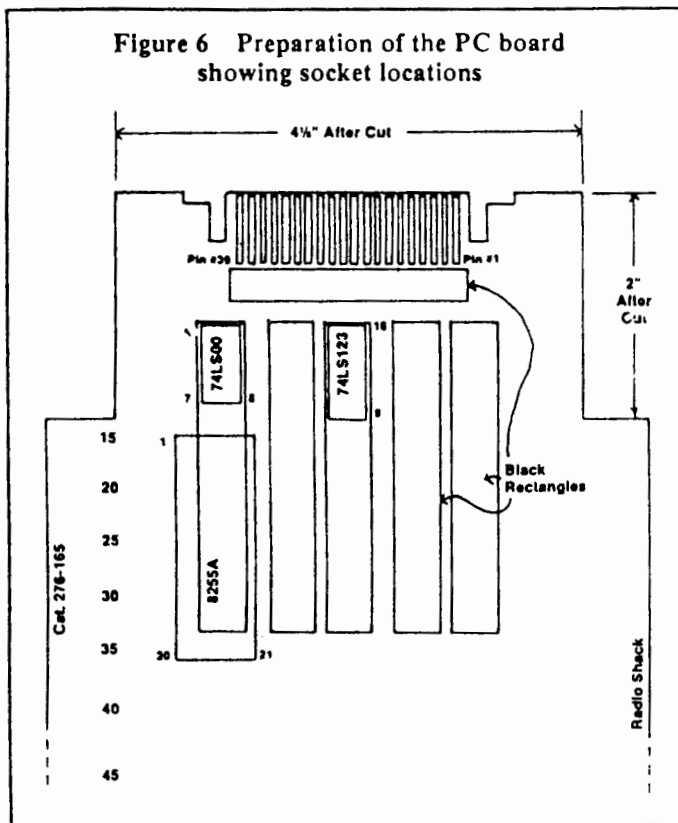 Figure 6 Preparation of the PC board
showing socket locations
4⅛" After Cut
Pin #39
Pin #1
2"
After
Cut
1
74LS00
7
8
16
74LS123
9
Black
Rectangles
15
20
25
30
35
40
45
1
8255A
20
21
Cat. 276-165
Radio Shack